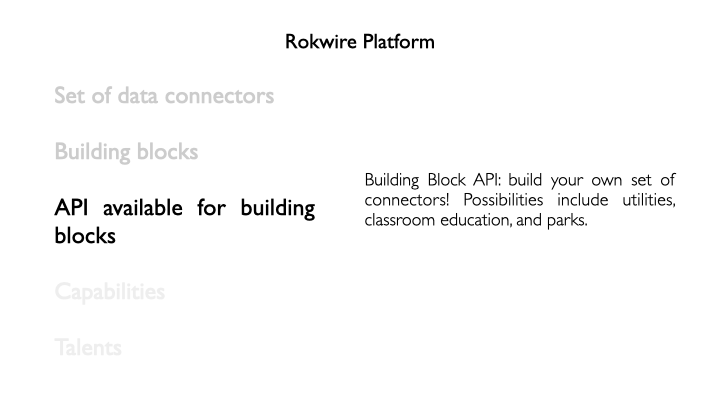 Rokwire Platform
Set of data connectors
Building blocks
API available for building
blocks
Building Block API: build your own set of
connectors! Possibilities include utilities,
classroom education, and parks.
Capabilities
Talents